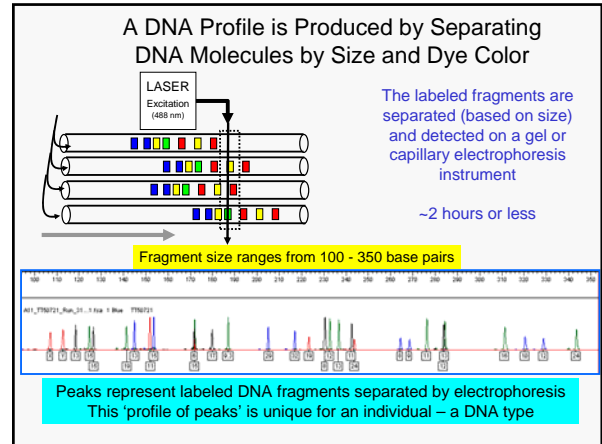 A DNA Profile is Produced by Separating
DNA Molecules by Size and Dye Color
LASER
Excitation
(488 nm)
The labeled fragments are
separated (based on size)
and detected on a gel or
capillary electrophoresis
instrument
~2 hours or less
Fragment size ranges from 100 - 350 base pairs
100 110 120 130 140 150 160 170 180 190 200 210 220 230 240 250 260 270 280 290 300 310 320 330 340 350
Peaks represent labeled DNA fragments separated by electrophoresis
This ‘profile of peaks’ is unique for an individual – a DNA type